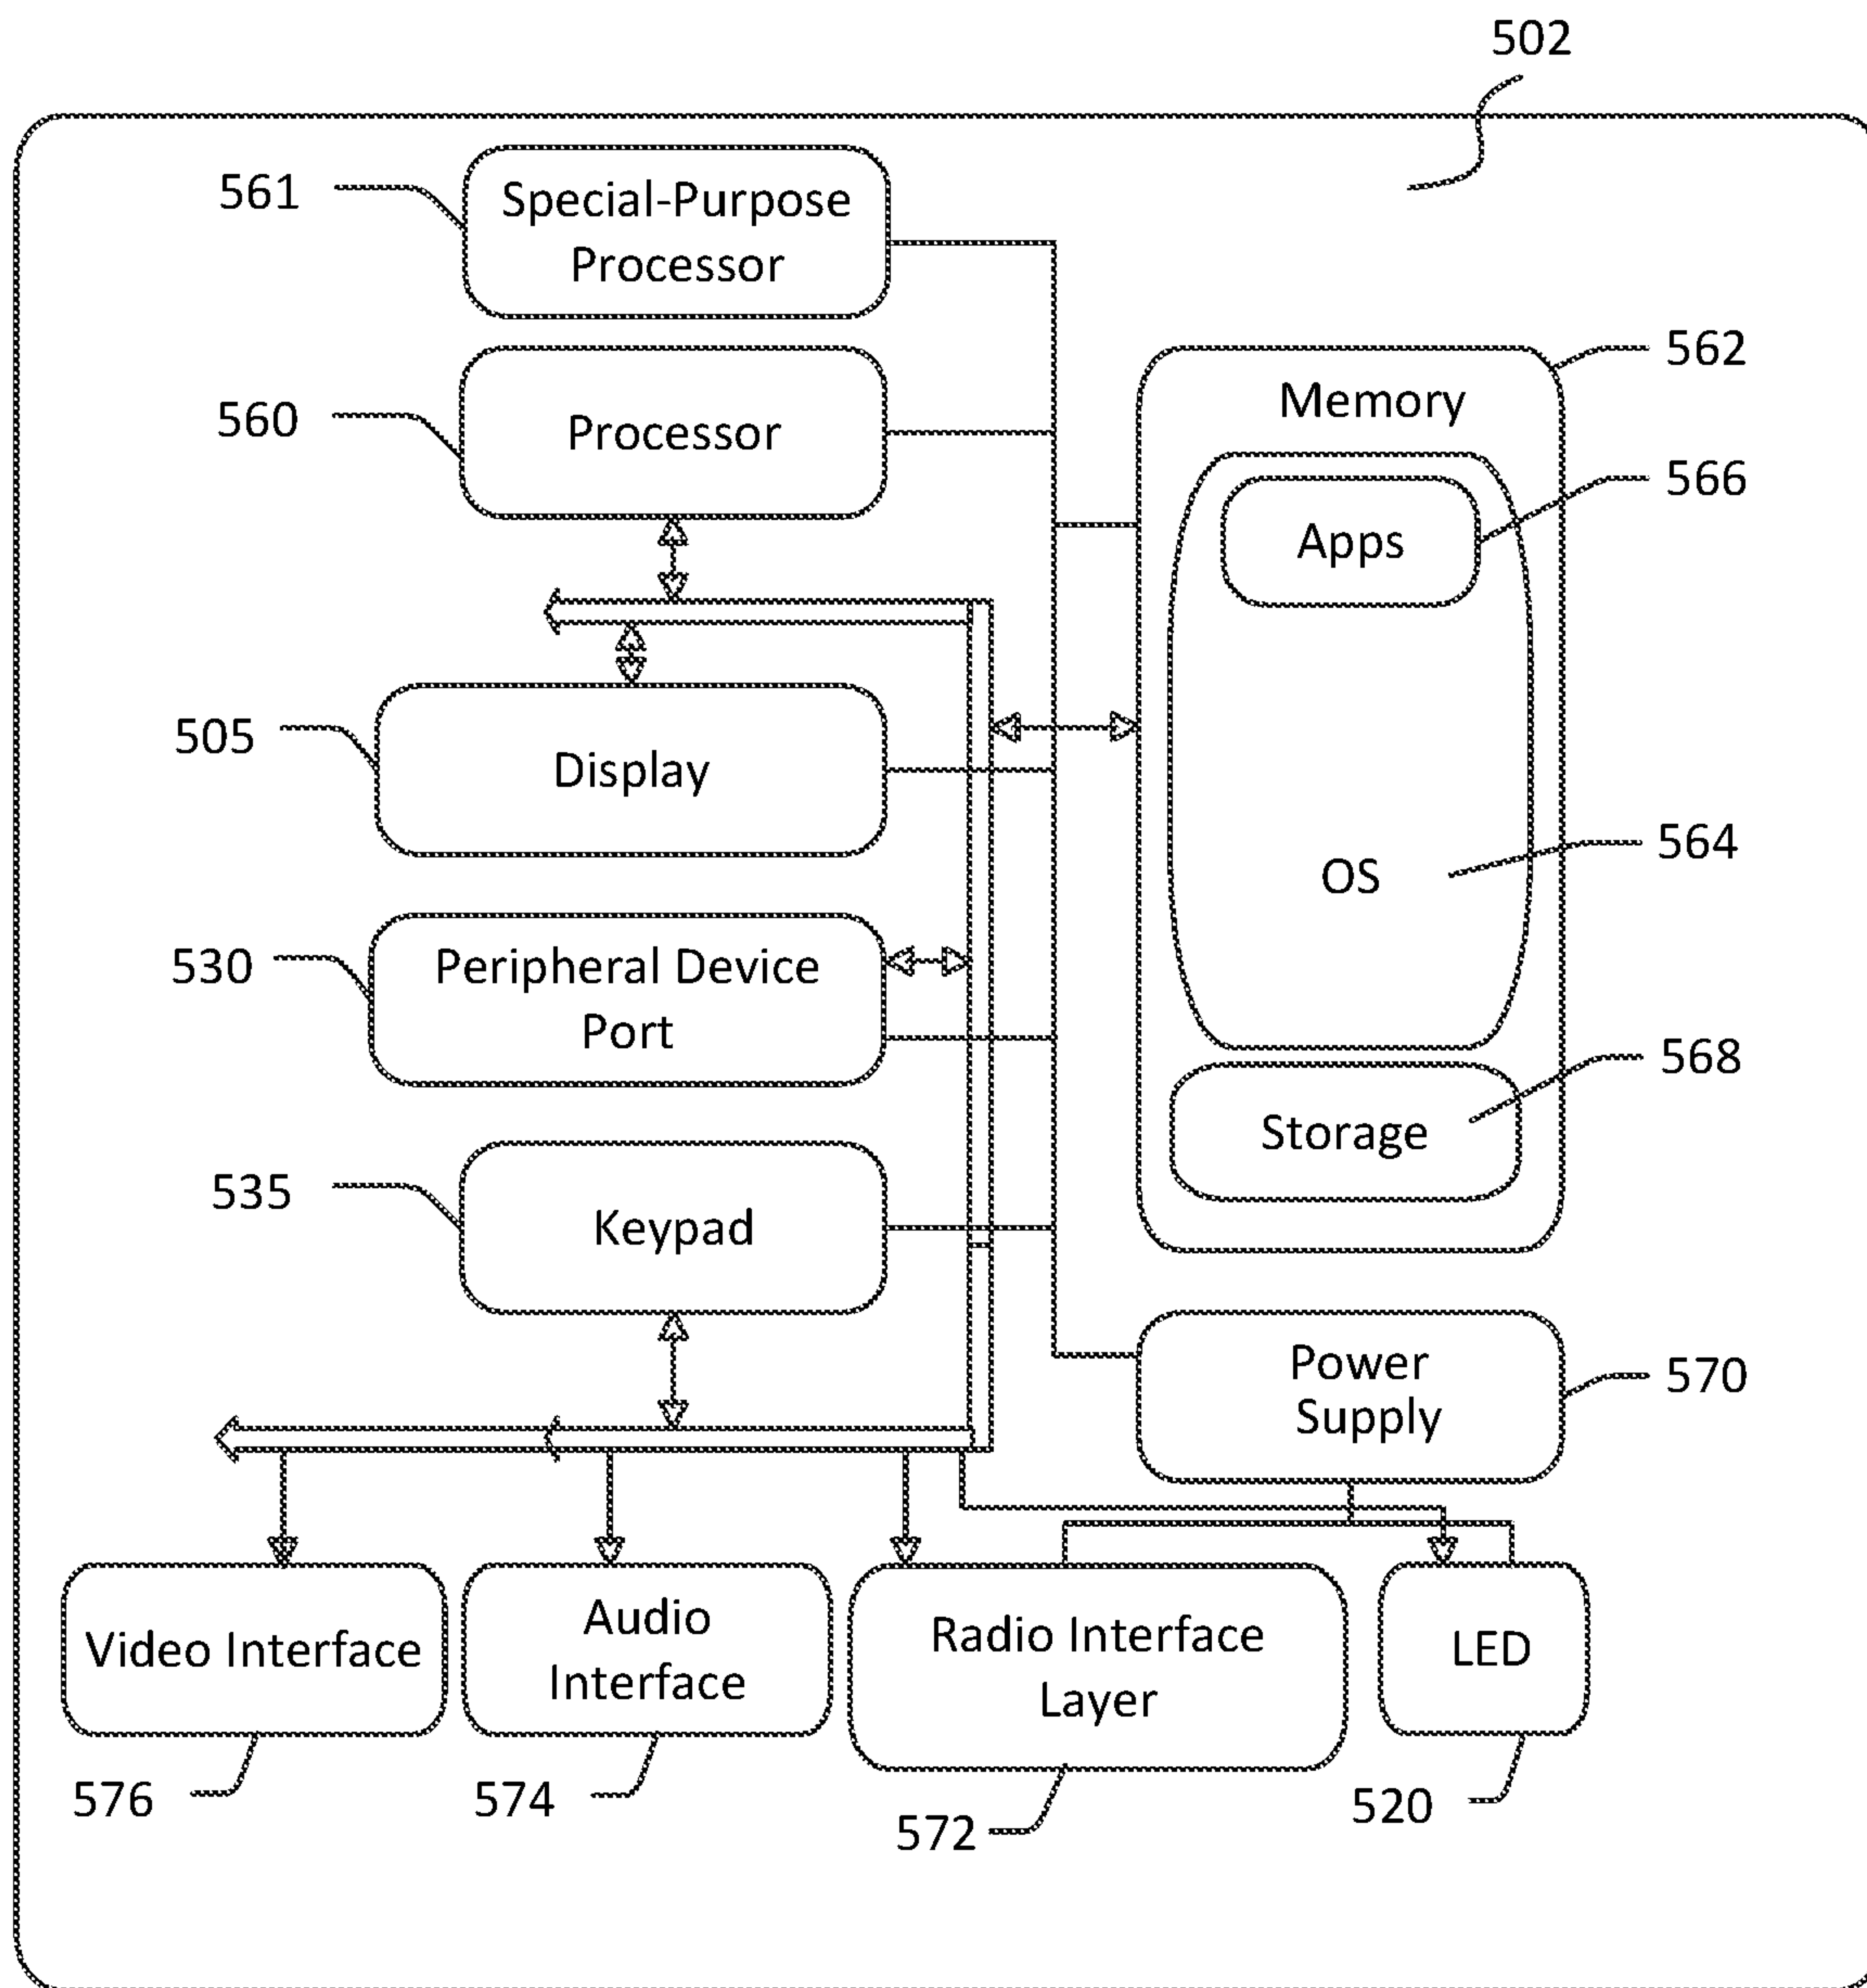 502
561
Special-Purpose
Processor
562
Memory
560
Processor
566
Apps
505
Display
564
OS
530
Peripheral Device
Port
568
Storage
535
Keypad
Power
Supply
570
Video Interface
Audio
Interface
Radio Interface
Layer
LED
576
574
572
520